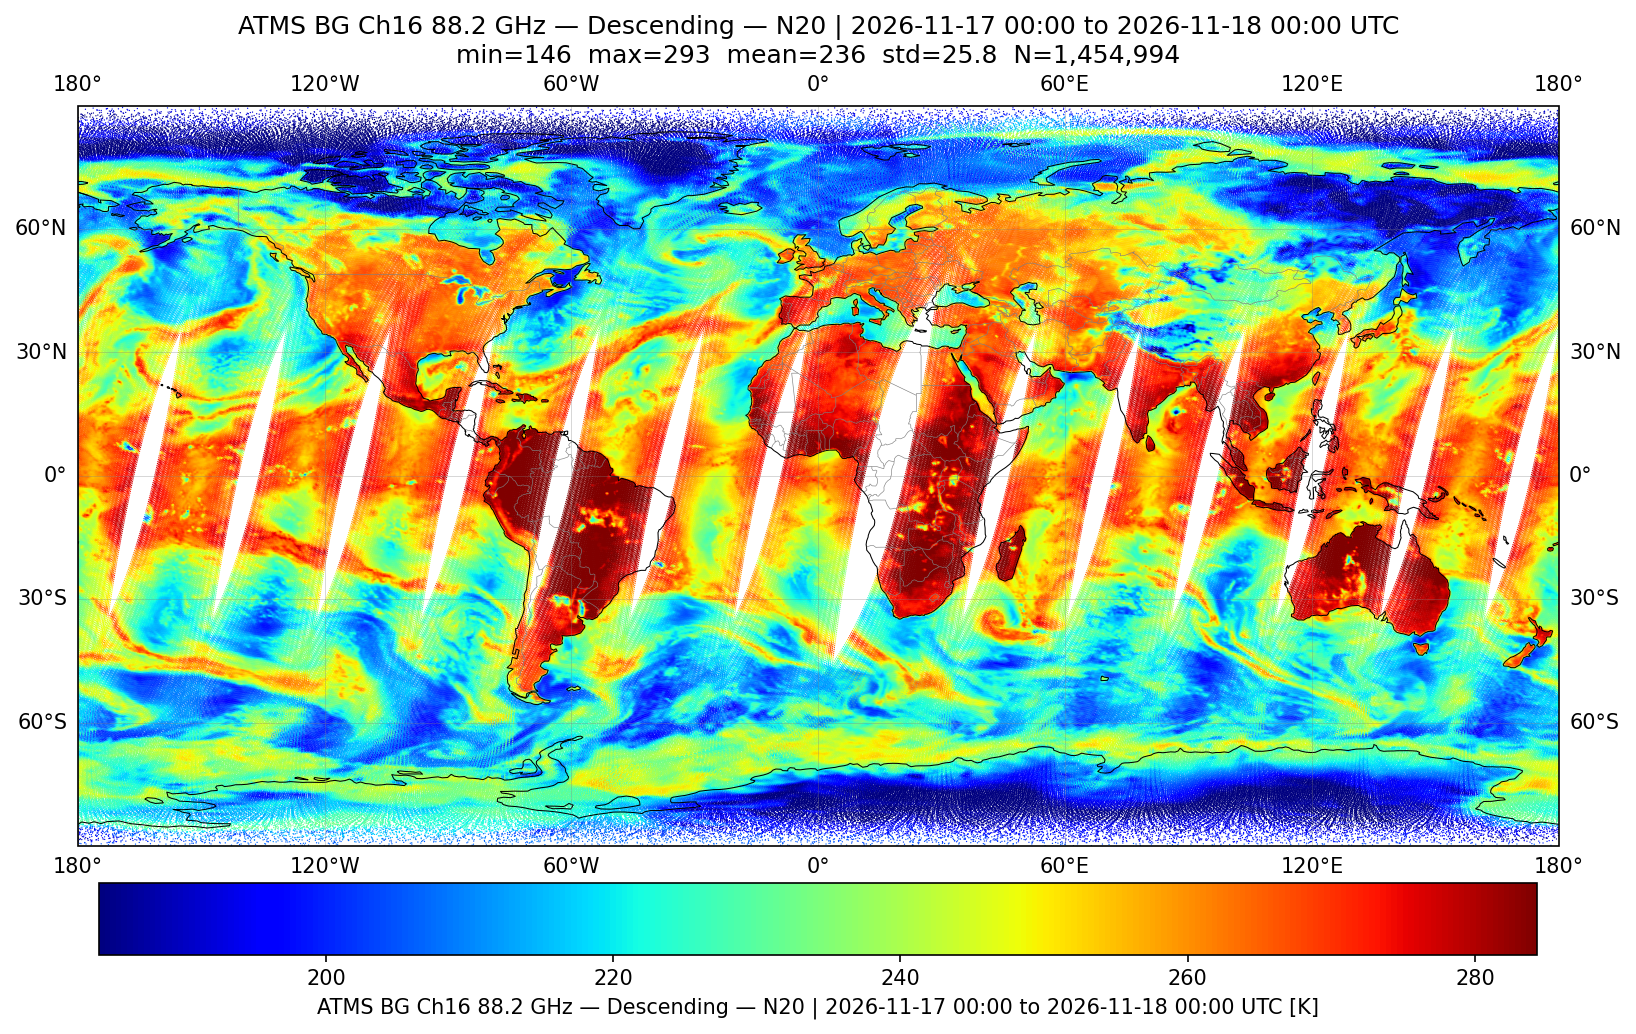 ATMS BG Ch16 88.2 GHz — Descending — N20 | 2026-11-17 00:00 to 2026-11-18 00:00 UTC
min=146  max=293  mean=236  std=25.8  N=1,454,994
180° 120°W 60°W 0° 60°E 120°E 180°
60°N 60°N
30°N 30°N
0° 0°
30°S 30°S
60°S 60°S
180° 120°W 60°W 0° 60°E 120°E 180°
200 220 240 260 280
ATMS BG Ch16 88.2 GHz — Descending — N20 | 2026-11-17 00:00 to 2026-11-18 00:00 UTC [K]